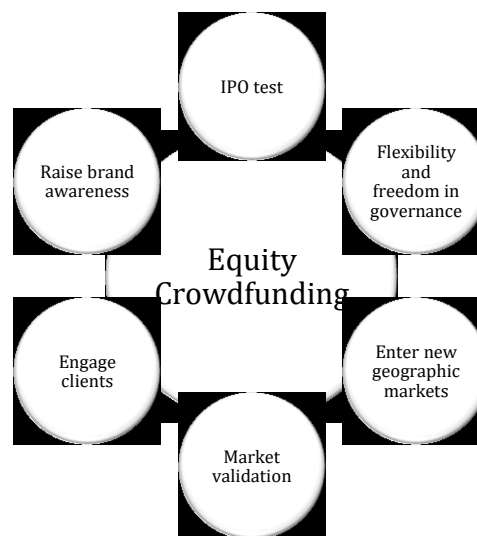 IPO test
Flexibility
and
freedom in
governance
Raise brand
awareness
Equity
Crowdfunding
Enter new
geographic
markets
Engage
clients
Market
validation